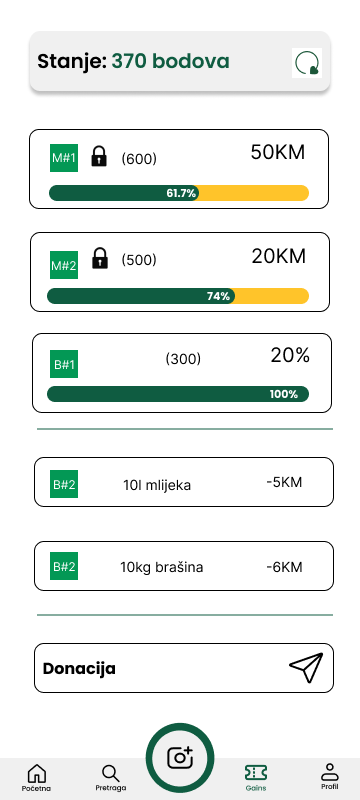 Stanje: 370 bodova
M#1 (600) 50KM
61.7%
M#2 (500) 20KM
74%
B#1 (300) 20%
100%
B#2 10l mlijeka -5KM
B#2 10kg brašina -6KM
Donacija
Početna Pretraga Gains Profil